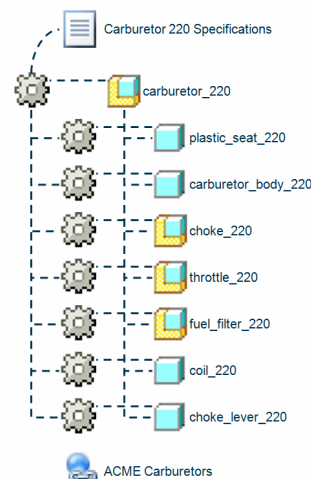 Carburetor 220 Specifications
carburetor_220
plastic_seat_220
carburetor_body_220
choke_220
throttle_220
fuel_filter_220
coil_220
choke_lever_220
ACME Carburetors